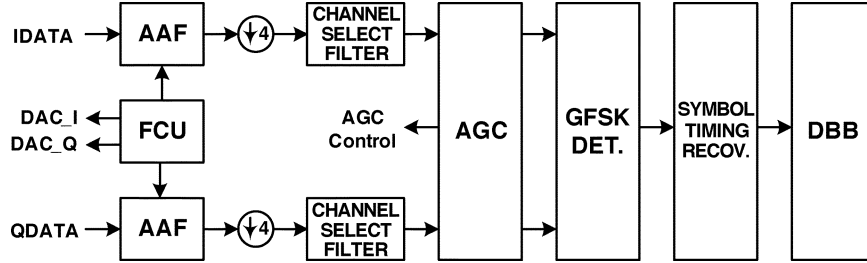 IDATA
AAF
↓4
CHANNEL
SELECT
FILTER
DAC_I
DAC_Q
FCU
AGC
Control
AGC
GFSK
DET.
SYMBOL
TIMING
RECOV.
DBB
QDATA
AAF
↓4
CHANNEL
SELECT
FILTER